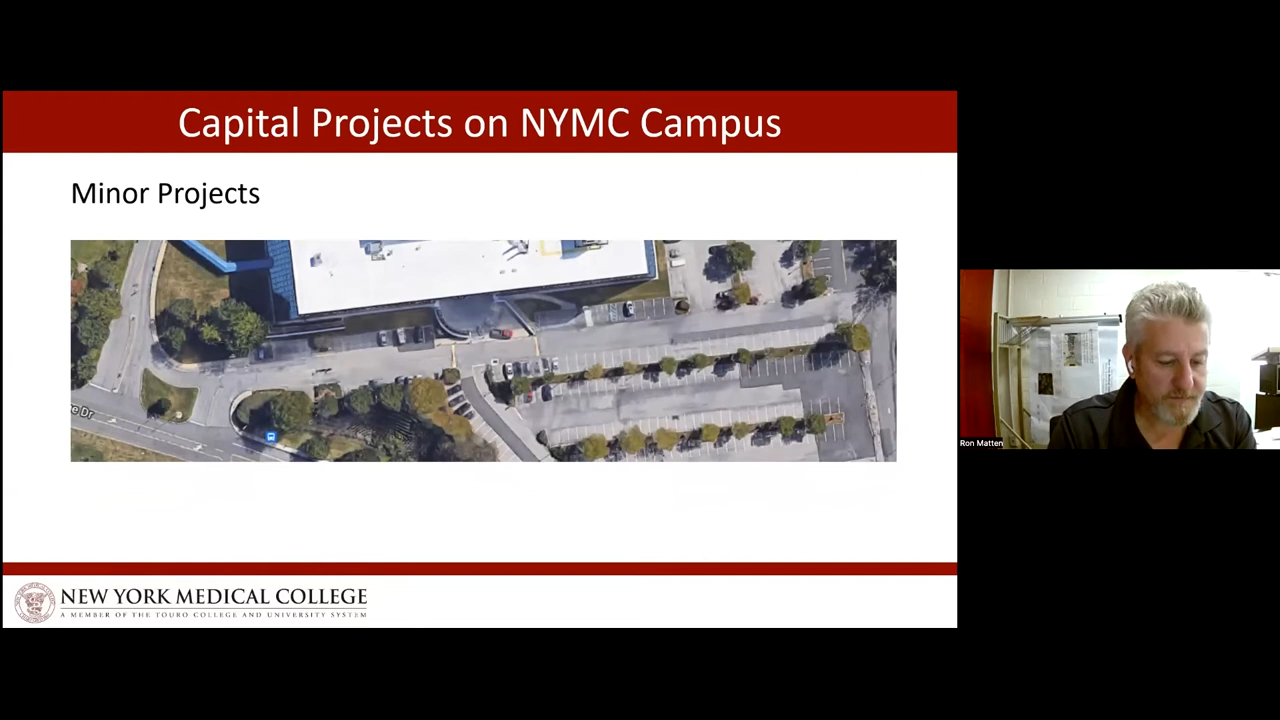 Capital Projects on NYMC Campus
Minor Projects
e Dr
Ron Matten
NEW YORK MEDICAL COLLEGE
A MEMBER OF THE TOURO COLLEGE AND UNIVERSITY SYSTEM